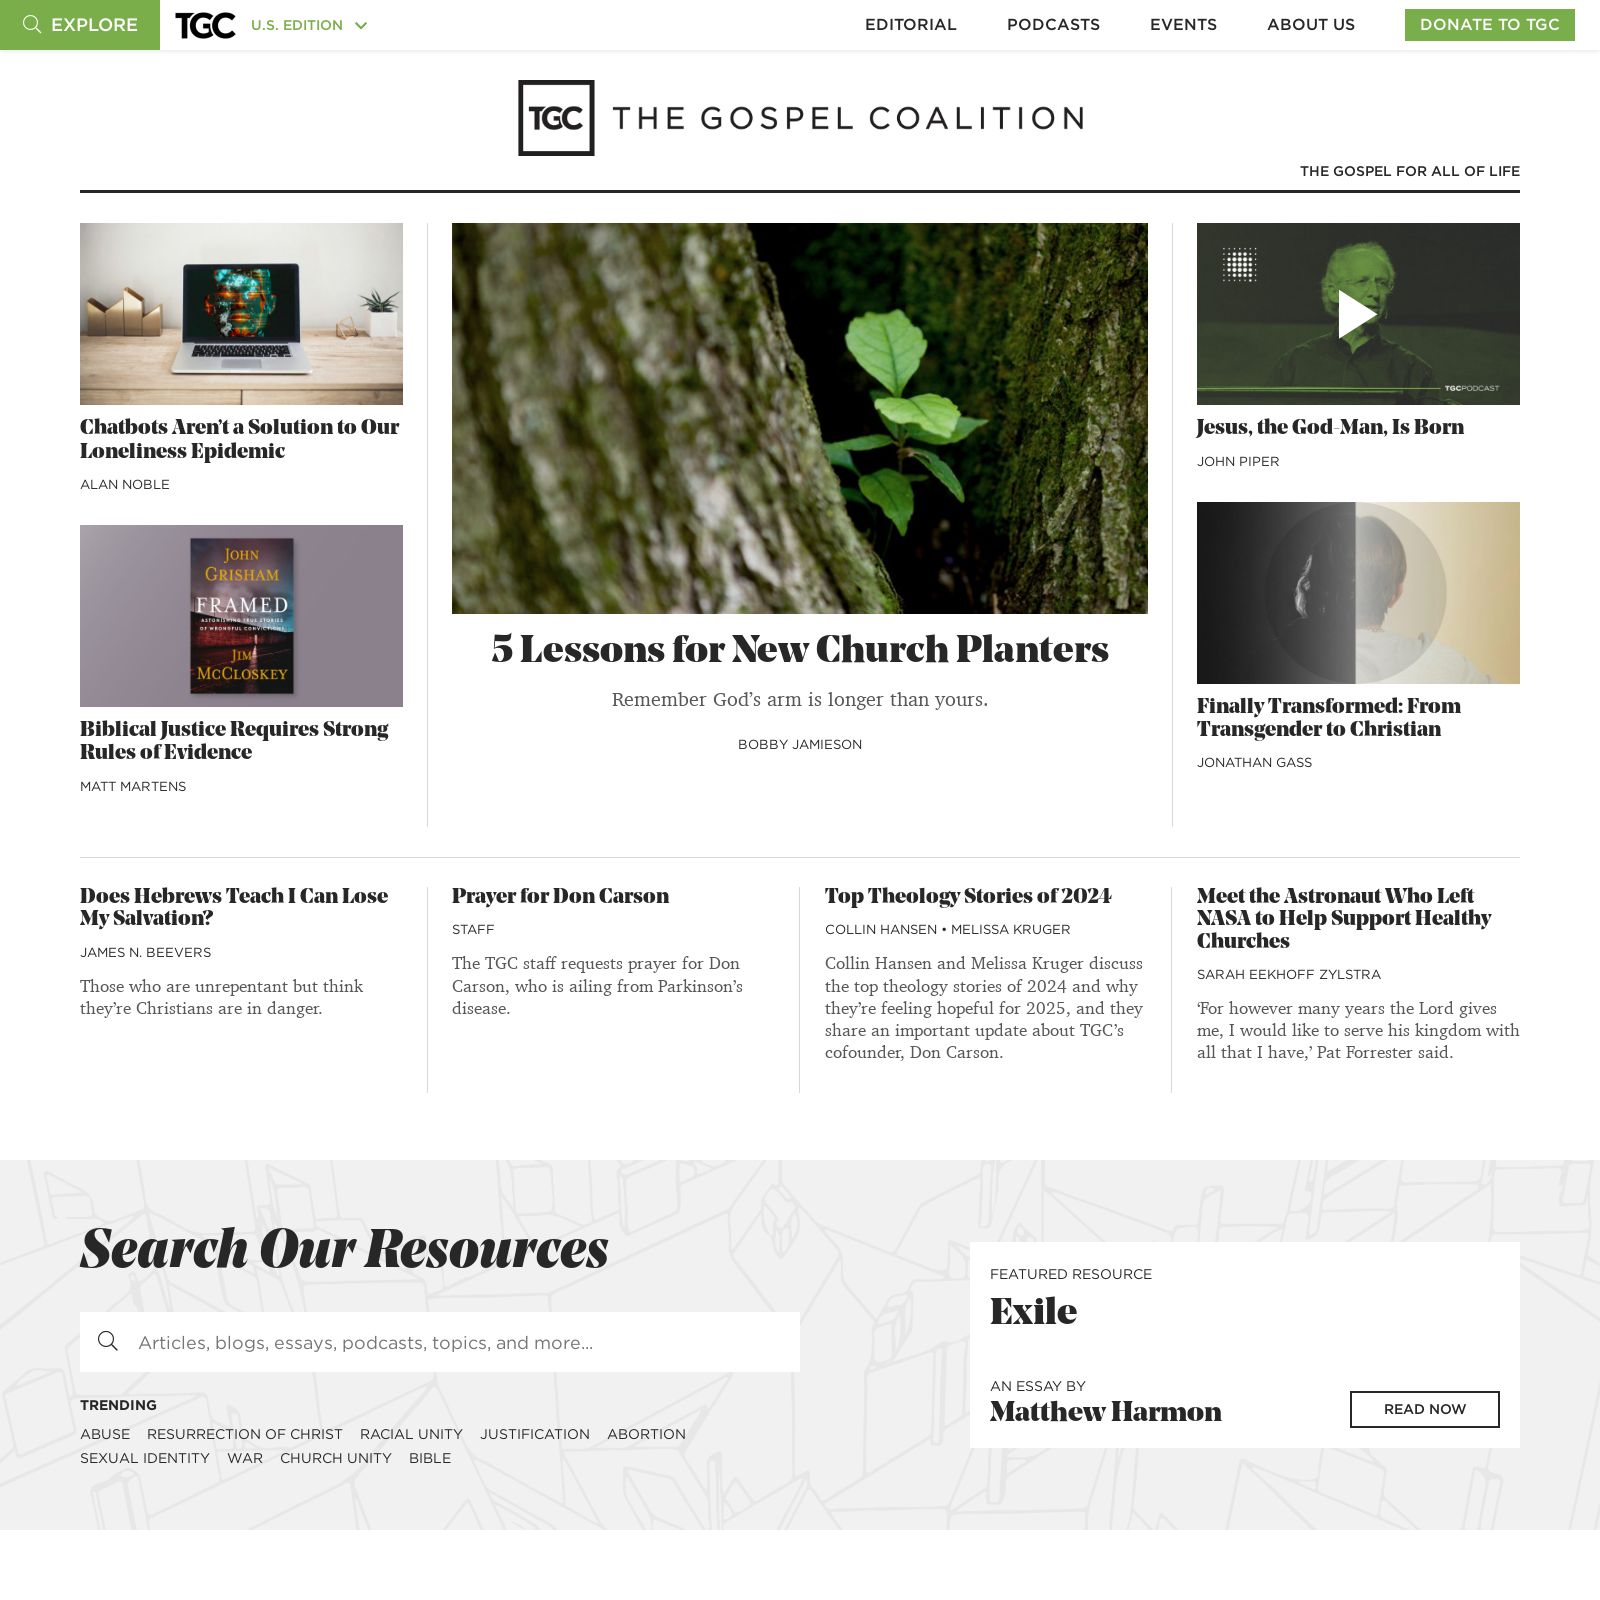 EXPLORE
TGC
U.S. EDITION
EDITORIAL
PODCASTS
EVENTS
ABOUT US
DONATE TO TGC
TGC
THE GOSPEL COALITION
THE GOSPEL FOR ALL OF LIFE
Chatbots Aren't a Solution to Our
Loneliness Epidemic
ALAN NOBLE
JOHN
GRISHAM
FRAMED
ASTONISHING TRUE STORIES
OF WRONGFUL CONVICTIONS
JIM
MCCLOSKEY
Biblical Justice Requires Strong
Rules of Evidence
MATT MARTENS
5 Lessons for New Church Planters
Remember God's arm is longer than yours.
BOBBY JAMIESON
TGCPODCAST
Jesus, the God-Man, Is Born
JOHN PIPER
Finally Transformed: From
Transgender to Christian
JONATHAN GASS
Does Hebrews Teach I Can Lose
My Salvation?
JAMES N. BEEVERS
Those who are unrepentant but think
they're Christians are in danger.
Prayer for Don Carson
STAFF
The TGC staff requests prayer for Don
Carson, who is ailing from Parkinson's
disease.
Top Theology Stories of 2024
COLLIN HANSEN • MELISSA KRUGER
Collin Hansen and Melissa Kruger discuss
the top theology stories of 2024 and why
they're feeling hopeful for 2025, and they
share an important update about TGC's
cofounder, Don Carson.
Meet the Astronaut Who Left
NASA to Help Support Healthy
Churches
SARAH EEKHOFF ZYLSTRA
'For however many years the Lord gives
me, I would like to serve his kingdom with
all that I have,' Pat Forrester said.
Search Our Resources
Articles, blogs, essays, podcasts, topics, and more...
TRENDING
ABUSE RESURRECTION OF CHRIST RACIAL UNITY JUSTIFICATION ABORTION
SEXUAL IDENTITY WAR CHURCH UNITY BIBLE
FEATURED RESOURCE
Exile
AN ESSAY BY
Matthew Harmon
READ NOW